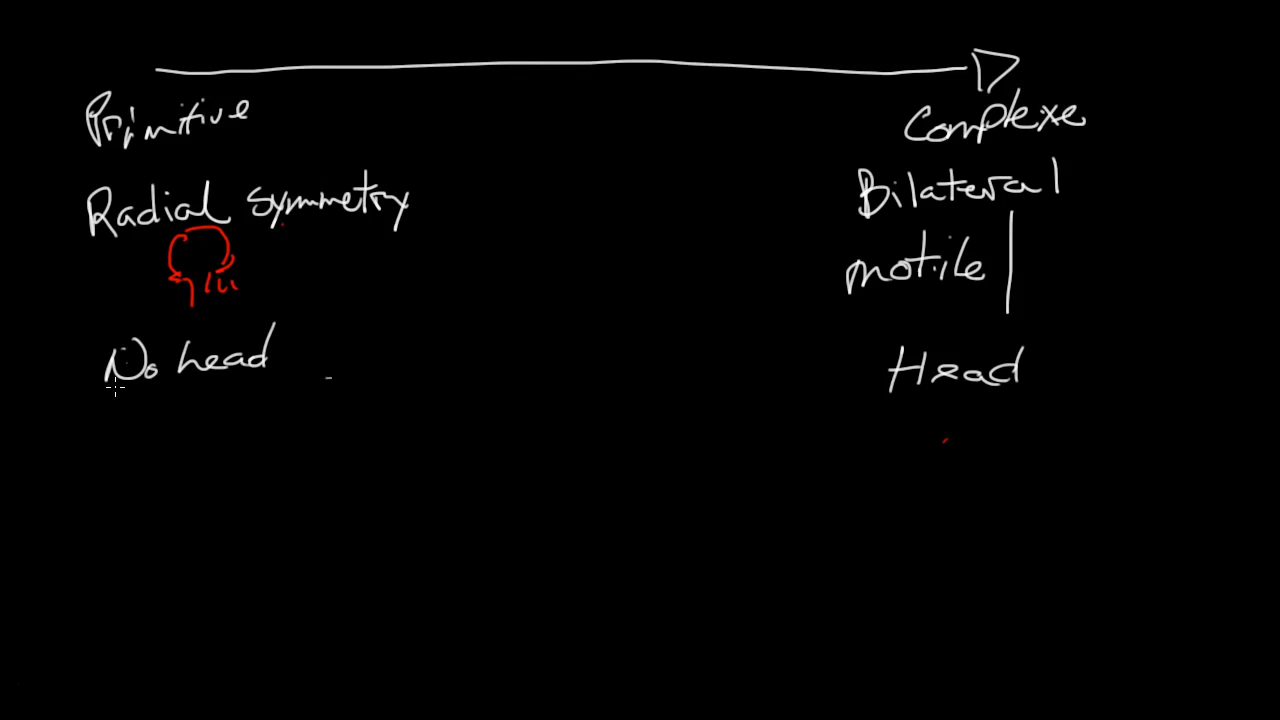 Primitive Complexe
Radial symmetry Bilateral
motile
No head Head